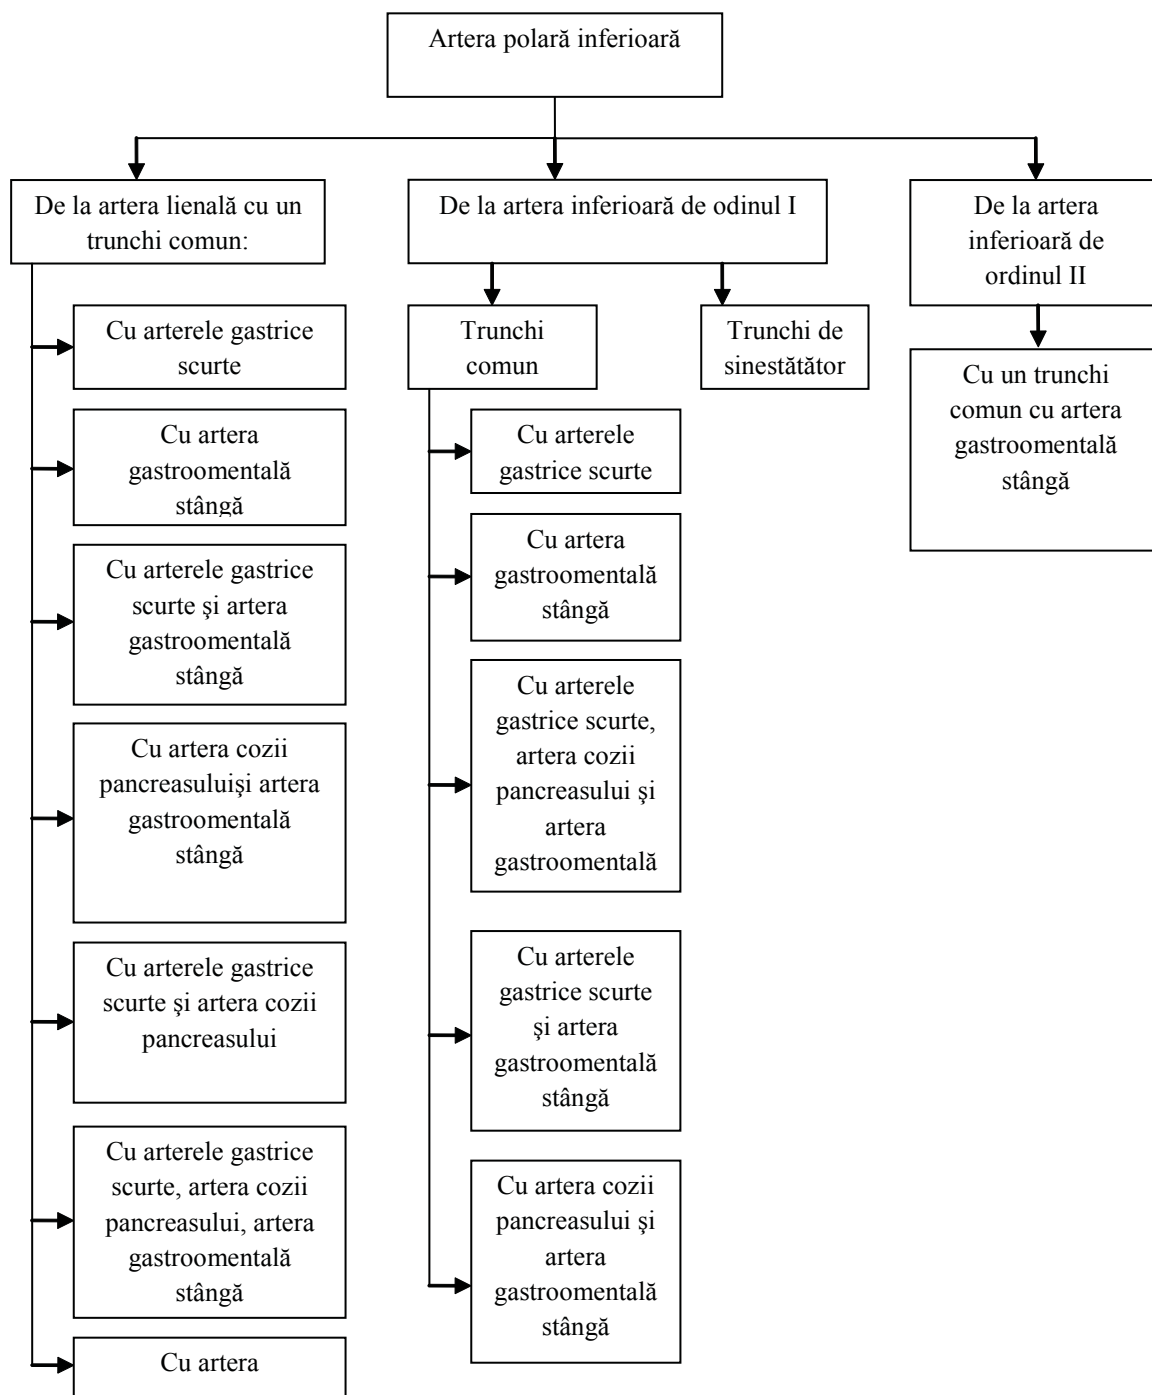 Artera polară inferioară
De la artera lienală cu un
trunchi comun:
Cu arterele gastrice
scurte
Cu artera
gastroomentală
stângă
Cu arterele gastrice
scurte şi artera
gastroomentală
stângă
Cu artera cozii
pancreasuluişi artera
gastroomentală
stângă
Cu arterele gastrice
scurte şi artera cozii
pancreasului
Cu arterele gastrice
scurte, artera cozii
pancreasului, artera
gastroomentală
stângă
Cu artera
De la artera inferioară de odinul I
Trunchi
comun
Cu arterele
gastrice scurte
Cu artera
gastroomentală
stângă
Cu arterele
gastrice scurte,
artera cozii
pancreasului şi
artera
gastroomentală
Cu arterele
gastrice scurte
şi artera
gastroomentală
stângă
Cu artera cozii
pancreasului şi
artera
gastroomentală
stângă
Trunchi de
sinestătător
De la artera
inferioară de
ordinul II
Cu un trunchi
comun cu artera
gastroomentală
stângă